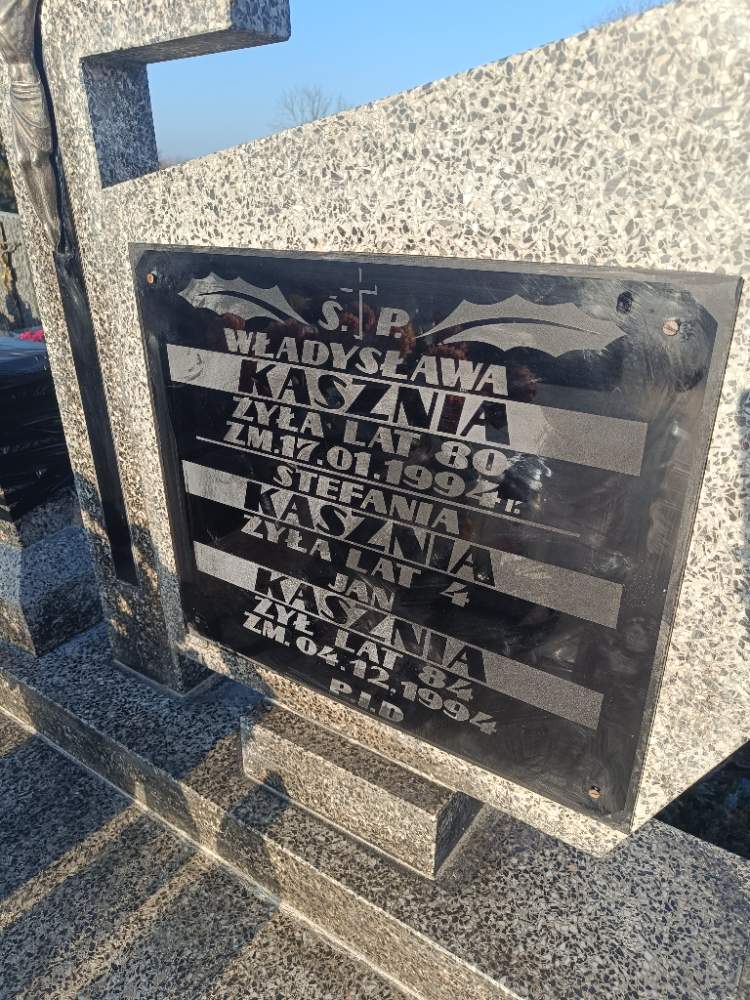 Ś. P.
WŁADYSŁAWA
KASZNIA
ŻYŁA LAT 80
ZM. 17.01.1994 r.
STEFANIA
KASZNIA
ŻYŁA LAT 4
JAN
KASZNIA
ŻYŁ LAT 84
ZM. 04.12.1994
P.I.D